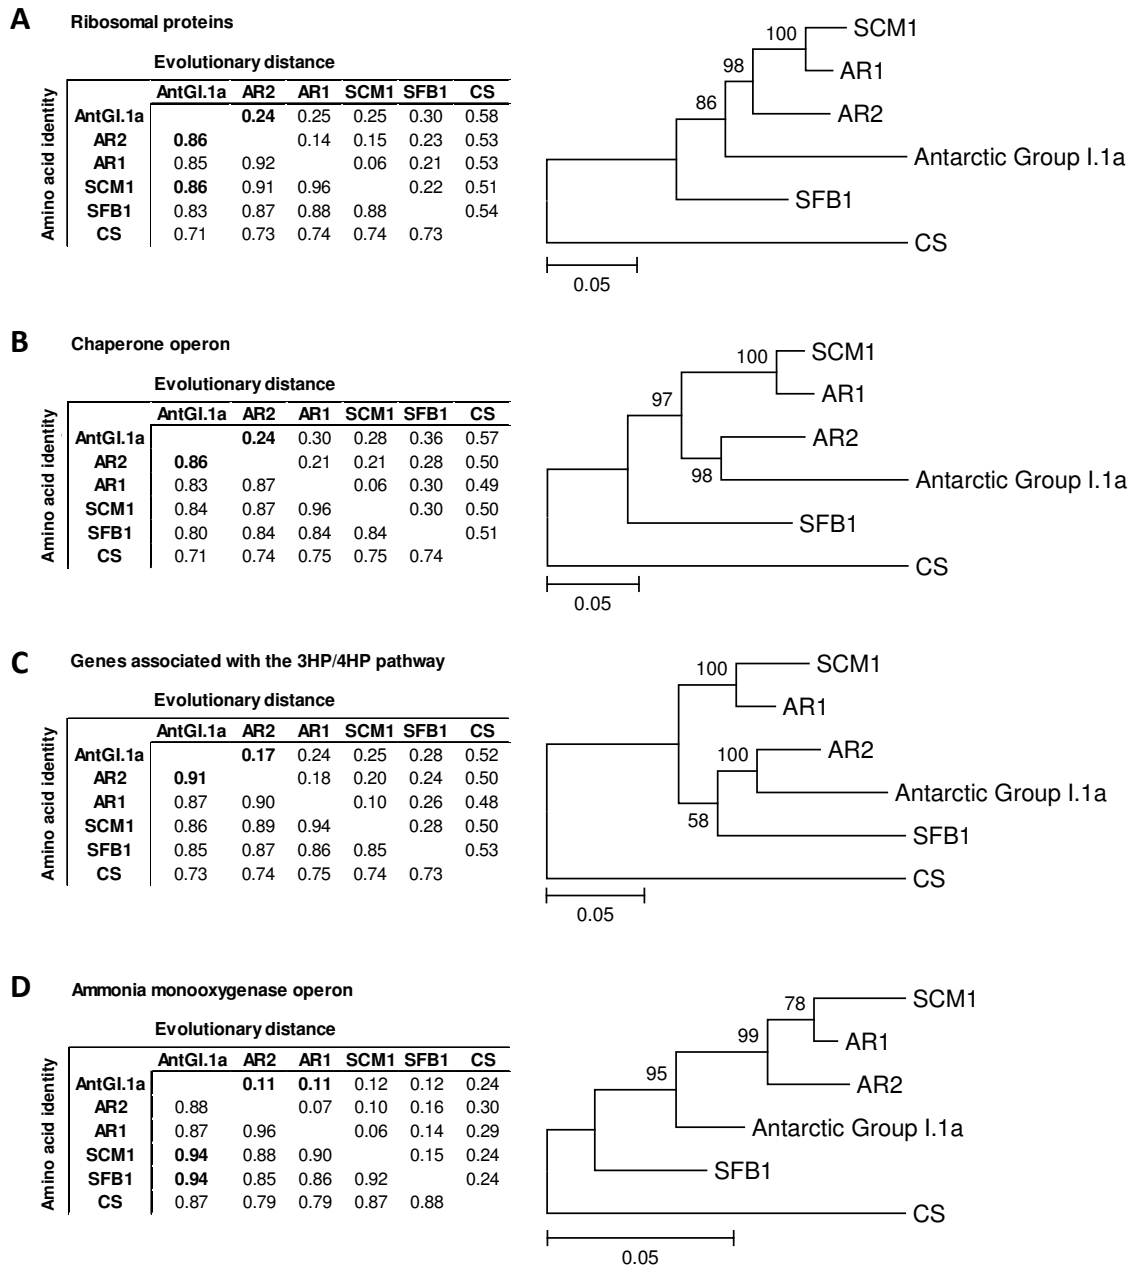 A Ribosomal proteins
Evolutionary distance
Amino acid identity
AntGI.1a AR2 AR1 SCM1 SFB1 CS
AntGI.1a 0.24 0.25 0.25 0.30 0.58
AR2 0.86 0.14 0.15 0.23 0.53
AR1 0.85 0.92 0.06 0.21 0.53
SCM1 0.86 0.91 0.96 0.22 0.51
SFB1 0.83 0.87 0.88 0.88 0.54
CS 0.71 0.73 0.74 0.74 0.73
100
SCM1
98
AR1
86
AR2
Antarctic Group I.1a
SFB1
CS
0.05
B Chaperone operon
Evolutionary distance
Amino acid identity
AntGI.1a AR2 AR1 SCM1 SFB1 CS
AntGI.1a 0.24 0.30 0.28 0.36 0.57
AR2 0.86 0.21 0.21 0.28 0.50
AR1 0.83 0.87 0.06 0.30 0.49
SCM1 0.84 0.87 0.96 0.30 0.50
SFB1 0.80 0.84 0.84 0.84 0.51
CS 0.71 0.74 0.75 0.75 0.74
100
SCM1
97
AR1
AR2
98
Antarctic Group I.1a
SFB1
CS
0.05
C Genes associated with the 3HP/4HP pathway
Evolutionary distance
Amino acid identity
AntGI.1a AR2 AR1 SCM1 SFB1 CS
AntGI.1a 0.17 0.24 0.25 0.28 0.52
AR2 0.91 0.18 0.20 0.24 0.50
AR1 0.87 0.90 0.10 0.26 0.48
SCM1 0.86 0.89 0.94 0.28 0.50
SFB1 0.85 0.87 0.86 0.85 0.53
CS 0.73 0.74 0.75 0.74 0.73
100
SCM1
AR1
100
AR2
Antarctic Group I.1a
58
SFB1
CS
0.05
D Ammonia monooxygenase operon
Evolutionary distance
Amino acid identity
AntGI.1a AR2 AR1 SCM1 SFB1 CS
AntGI.1a 0.11 0.11 0.12 0.12 0.24
AR2 0.88 0.07 0.10 0.16 0.30
AR1 0.87 0.96 0.06 0.14 0.29
SCM1 0.94 0.88 0.90 0.15 0.24
SFB1 0.94 0.85 0.86 0.92 0.24
CS 0.87 0.79 0.79 0.87 0.88
78
SCM1
99
AR1
95
AR2
Antarctic Group I.1a
SFB1
CS
0.05